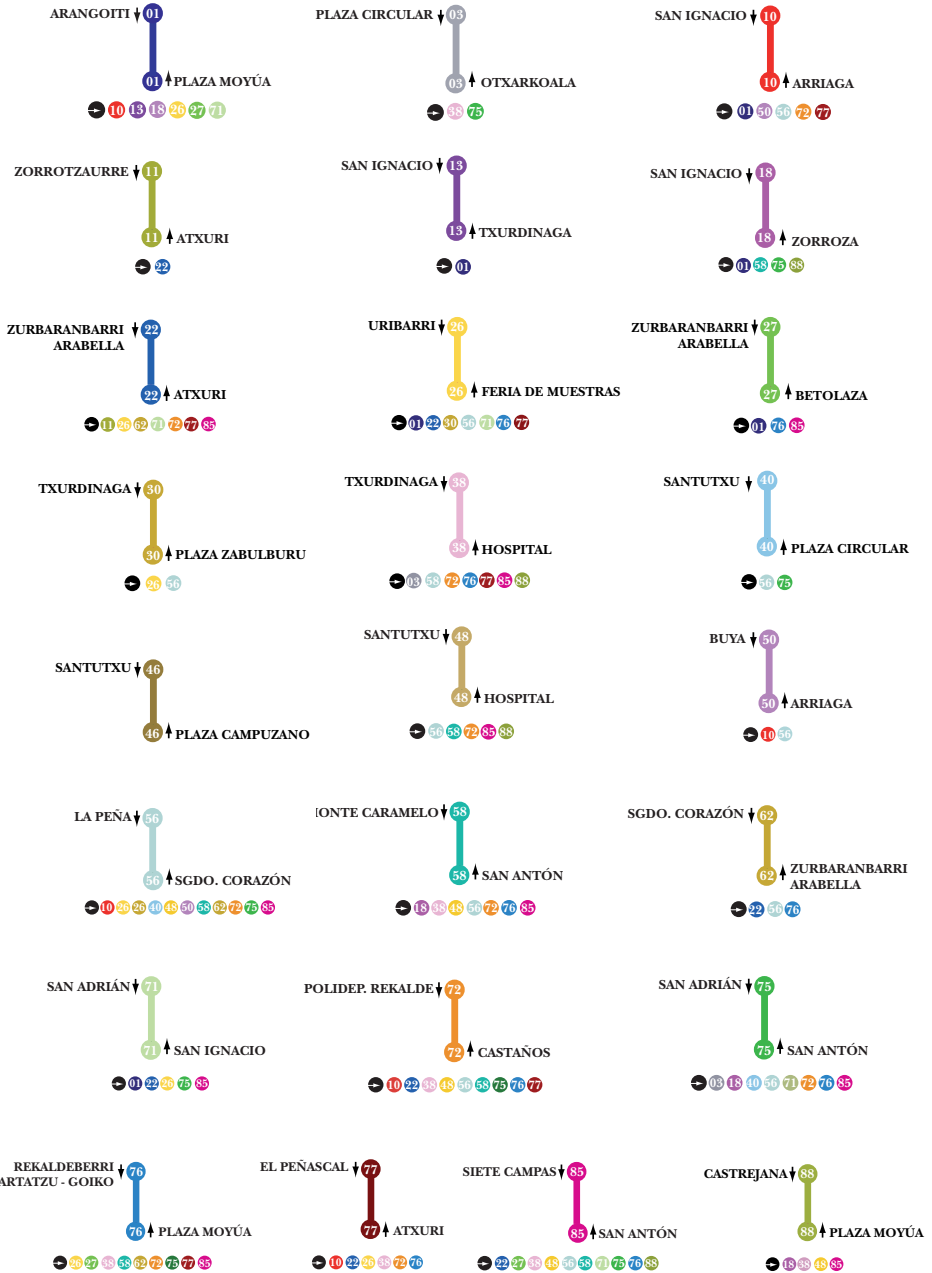 ARANGOITI 01
01 PLAZA MOYÚA
10 13 18 26 27 71
PLAZA CIRCULAR 03
03 OTXARKOALA
38 75
SAN IGNACIO 10
10 ARRIAGA
01 50 56 72 77
ZORROTZAURRE 11
11 ATXURI
22
SAN IGNACIO 13
13 TXURDINAGA
01
SAN IGNACIO 18
18 ZORROZA
01 58 75 88
ZURBARANBARRI 22
ARABELLA
22 ATXURI
11 26 62 71 72 77 85
URIBARRI 26
26 FERIA DE MUESTRAS
01 22 30 56 71 76 77
ZURBARANBARRI 27
ARABELLA
27 BETOLAZA
01 76 85
TXURDINAGA 30
30 PLAZA ZABULBURU
26 56
TXURDINAGA 38
38 HOSPITAL
03 58 72 76 77 85 88
SANTUTXU 40
40 PLAZA CIRCULAR
56 75
SANTUTXU 46
46 PLAZA CAMPUZANO
SANTUTXU 48
48 HOSPITAL
56 58 72 85 88
BUYA 50
50 ARRIAGA
10 56
LA PEÑA 56
56 SGDO. CORAZÓN
10 26 26 40 48 50 58 62 72 75 85
ONTE CARAMELO 58
58 SAN ANTÓN
18 38 48 56 72 76 85
SGDO. CORAZÓN 62
62 ZURBARANBARRI
ARABELLA
22 56 76
SAN ADRIÁN 71
71 SAN IGNACIO
01 22 26 75 85
POLIDEP. REKALDE 72
72 CASTAÑOS
10 22 38 48 56 58 75 76 77
SAN ADRIÁN 75
75 SAN ANTÓN
03 18 40 56 71 72 76 85
REKALDEBERRI 76
ARTATZU - GOIKO
76 PLAZA MOYÚA
26 27 38 58 62 72 75 77 85
EL PEÑASCAL 77
77 ATXURI
10 22 26 38 72 76
SIETE CAMPAS 85
85 SAN ANTÓN
22 27 38 48 56 58 71 75 76 88
CASTREJANA 88
88 PLAZA MOYÚA
18 38 48 85